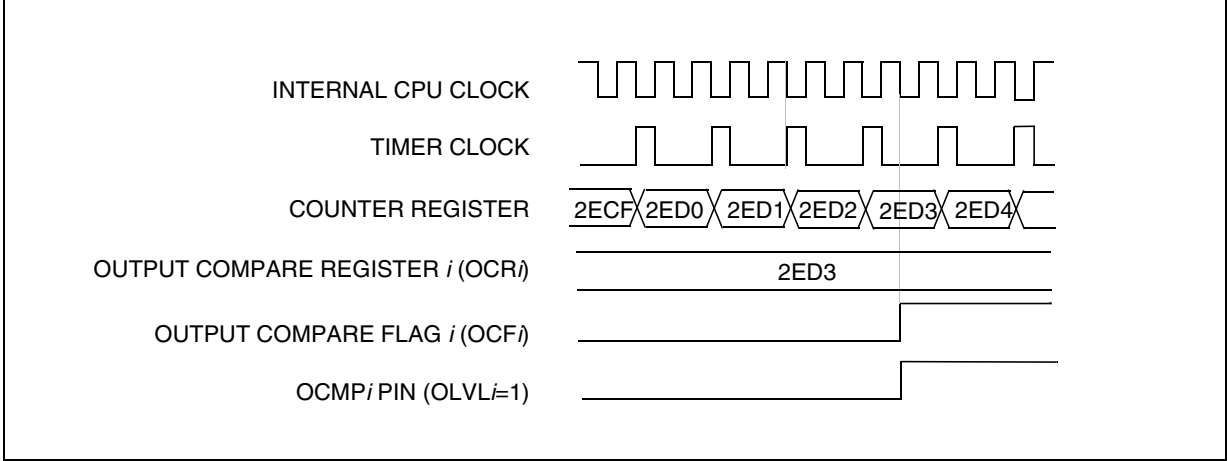 INTERNAL CPU CLOCK
TIMER CLOCK
COUNTER REGISTER 2ECF 2ED0 2ED1 2ED2 2ED3 2ED4
OUTPUT COMPARE REGISTER i (OCRi) 2ED3
OUTPUT COMPARE FLAG i (OCFi)
OCMPi PIN (OLVLi=1)